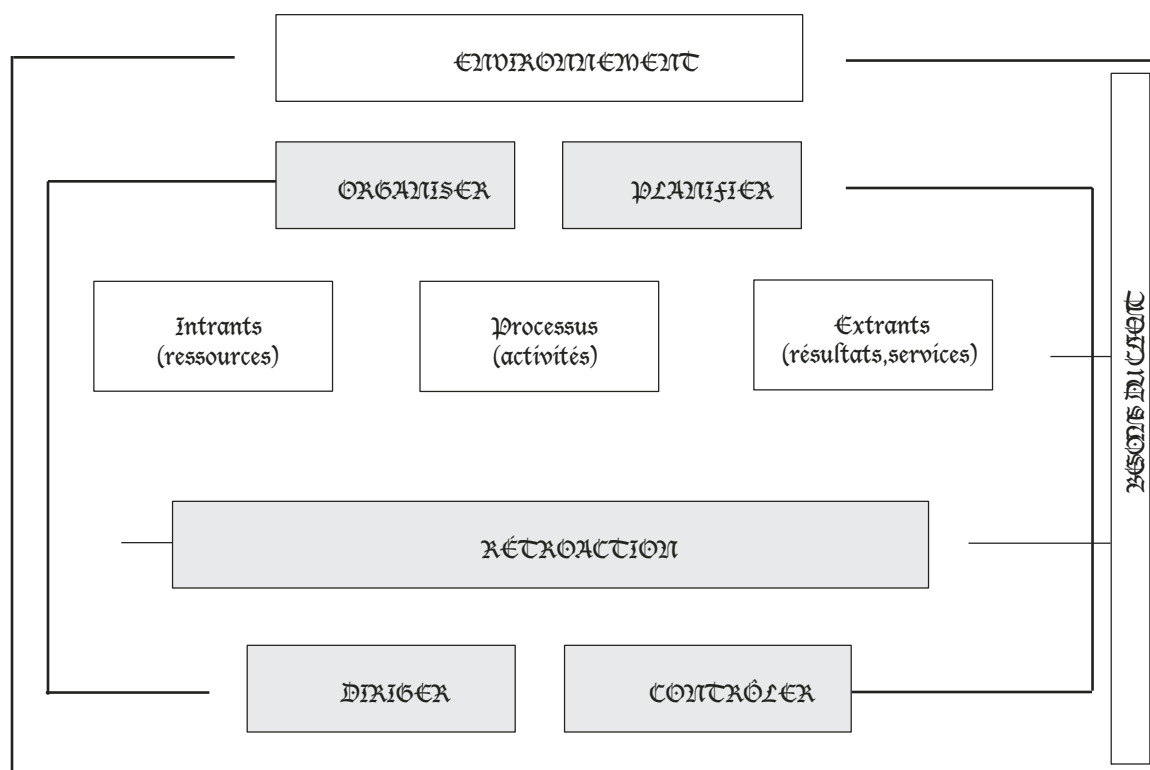 ENVIRONNEMENT
ORGANISER
PLANIFIER
Intrants
(ressources)
Processus
(activités)
Extrants
(résultats,services)
BESOINS DU CLIENT
RÉTROACTION
DIRIGER
CONTRÔLER